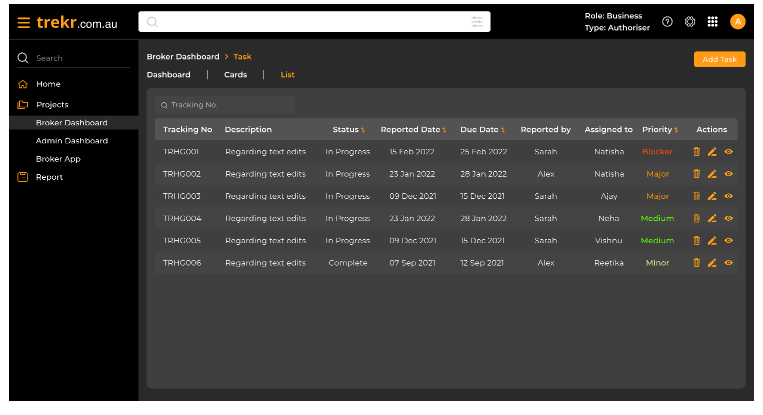 trekr.com.au
Role: Business
Type: Authoriser
A
Search
Home
Projects
Broker Dashboard
Admin Dashboard
Broker App
Report
Broker Dashboard > Task
Add Task
Dashboard | Cards | List
Tracking No.
Tracking No Description Status Reported Date Due Date Reported by Assigned to Priority Actions
TRHG001 Regarding text edits In Progress 15 Feb 2022 25 Feb 2022 Sarah Natisha Blocker
TRHG002 Regarding text edits In Progress 23 Jan 2022 28 Jan 2022 Alex Natisha Major
TRHG003 Regarding text edits In Progress 09 Dec 2021 15 Dec 2021 Sarah Ajay Major
TRHG004 Regarding text edits In Progress 23 Jan 2022 28 Jan 2022 Sarah Neha Medium
TRHG005 Regarding text edits In Progress 09 Dec 2021 15 Dec 2021 Sarah Vishnu Medium
TRHG006 Regarding text edits Complete 07 Sep 2021 12 Sep 2021 Alex Reetika Minor